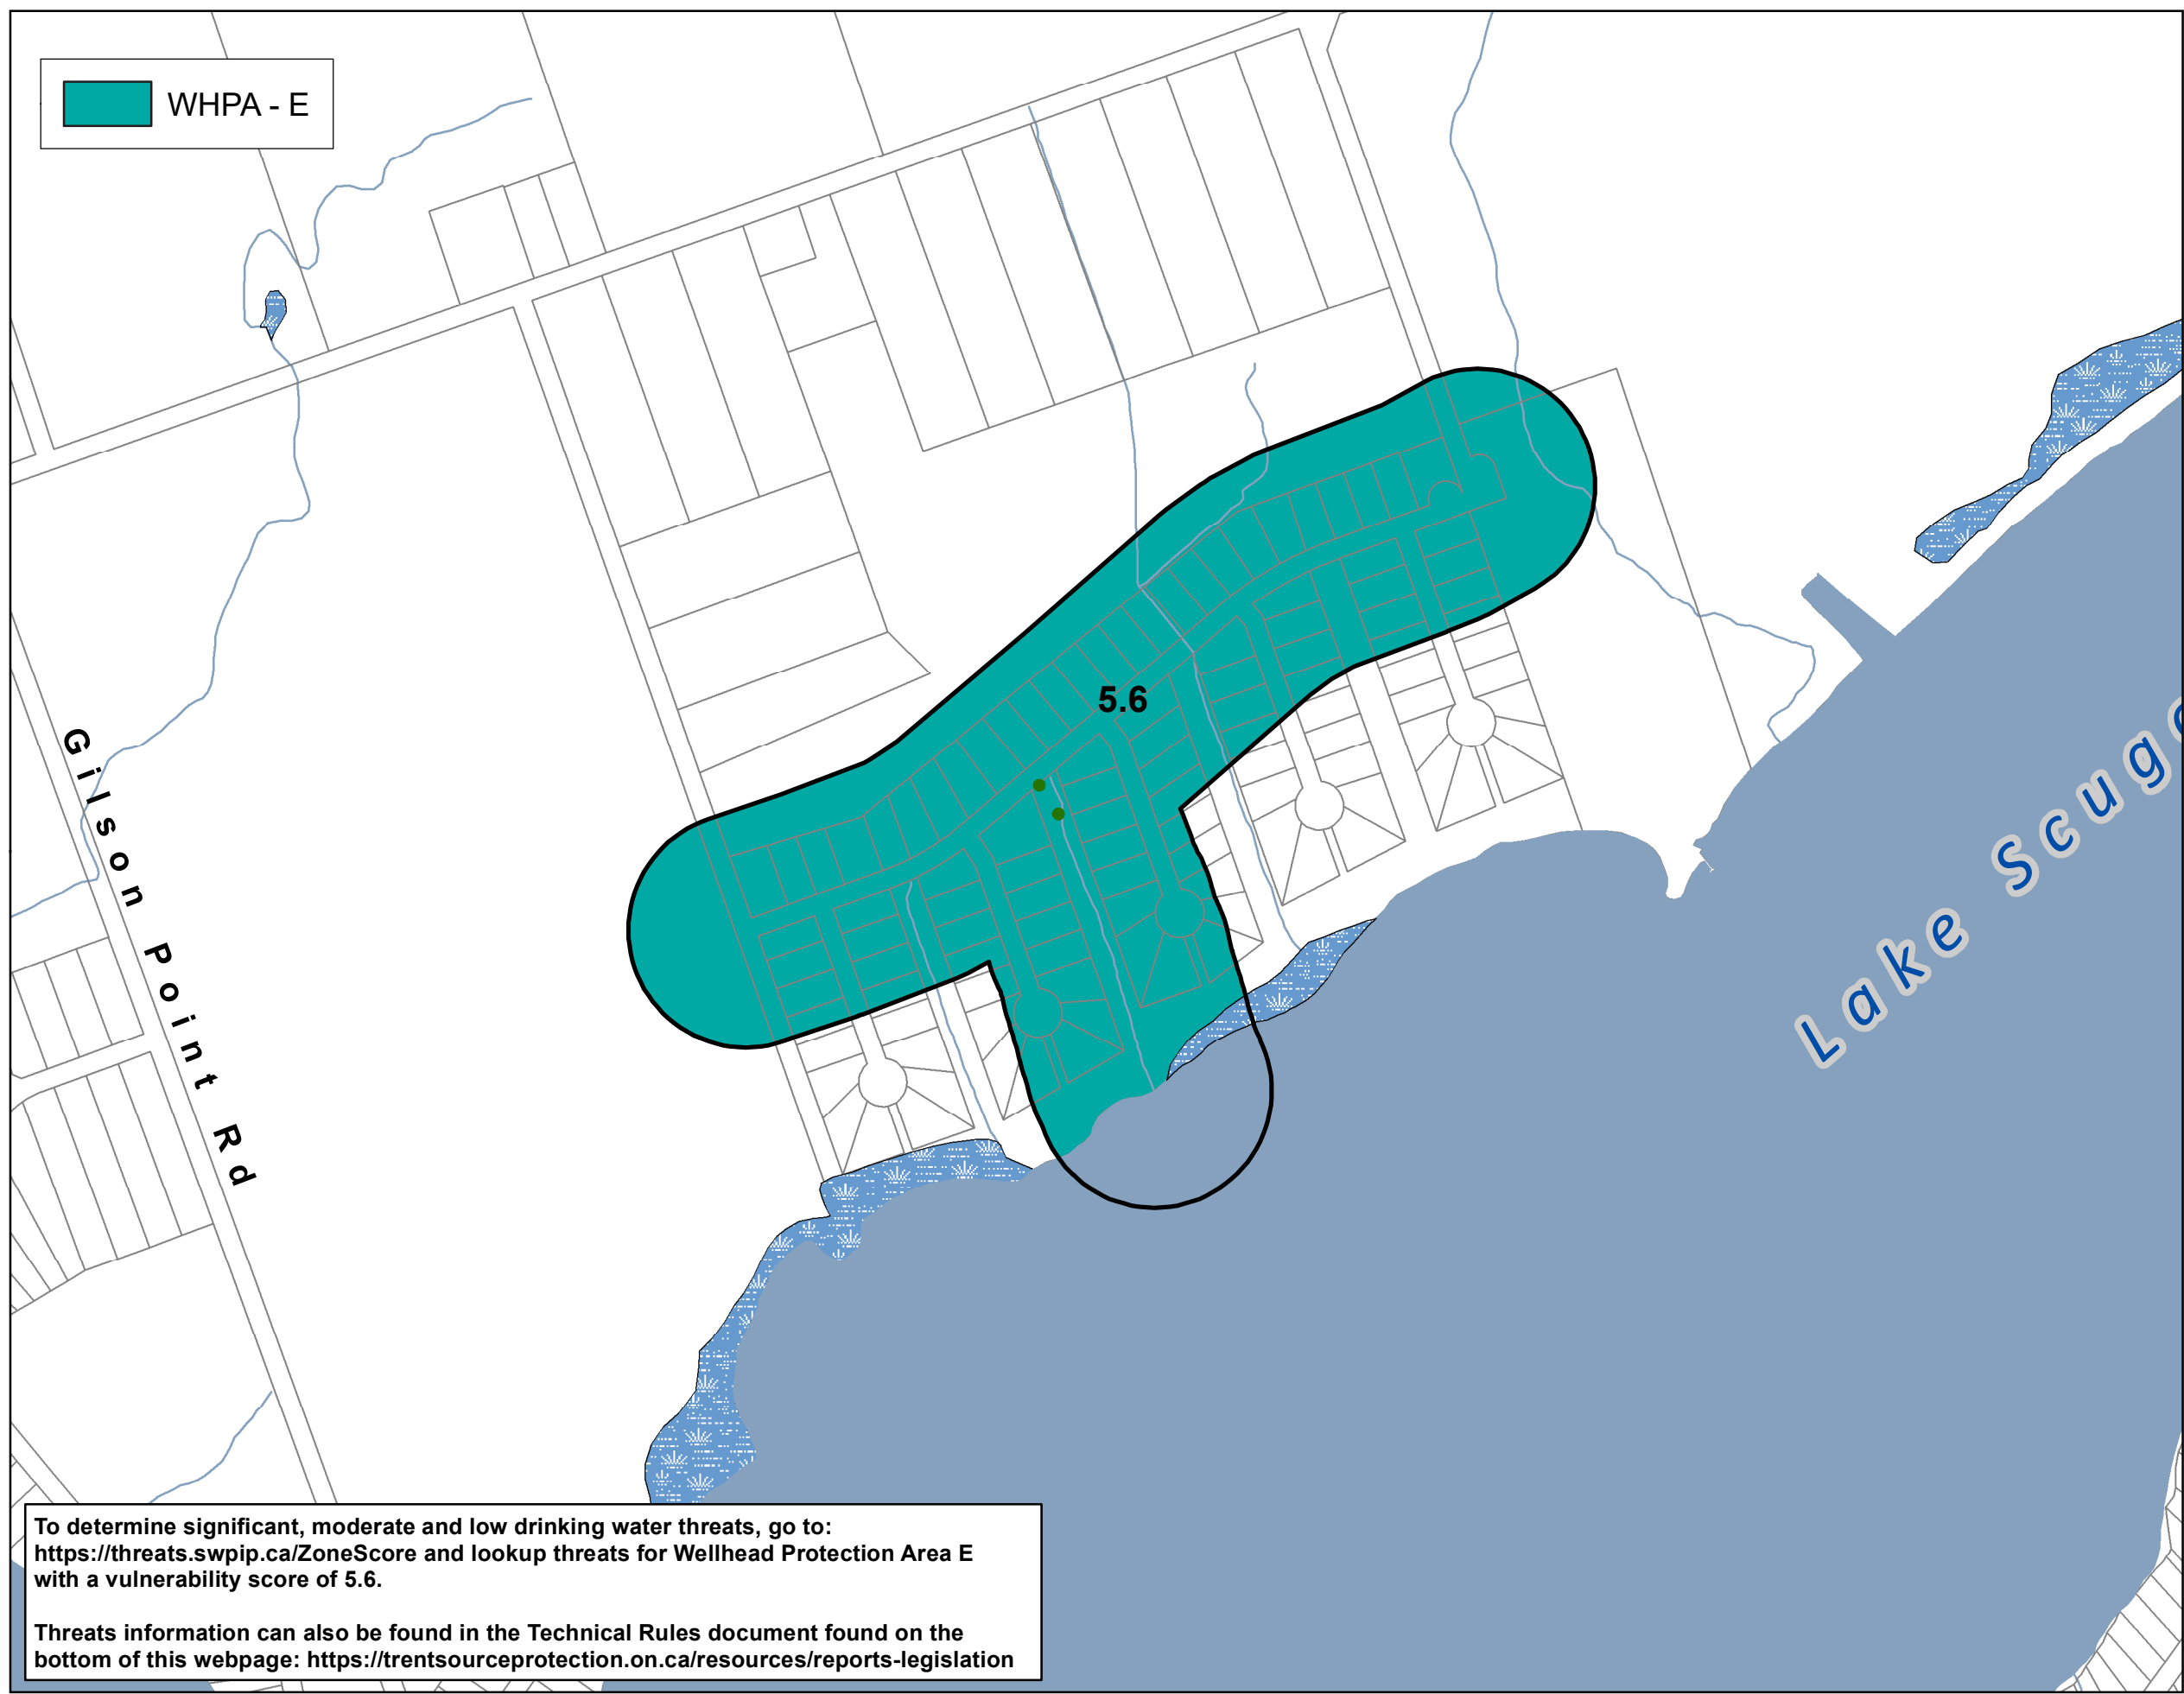 WHPA - E
5.6
Gilson Point Rd
Lake Scugo
To determine significant, moderate and low drinking water threats, go to:
https://threats.swpip.ca/ZoneScore and lookup threats for Wellhead Protection Area E
with a vulnerability score of 5.6.
Threats information can also be found in the Technical Rules document found on the
bottom of this webpage: https://trentsourceprotection.on.ca/resources/reports-legislation